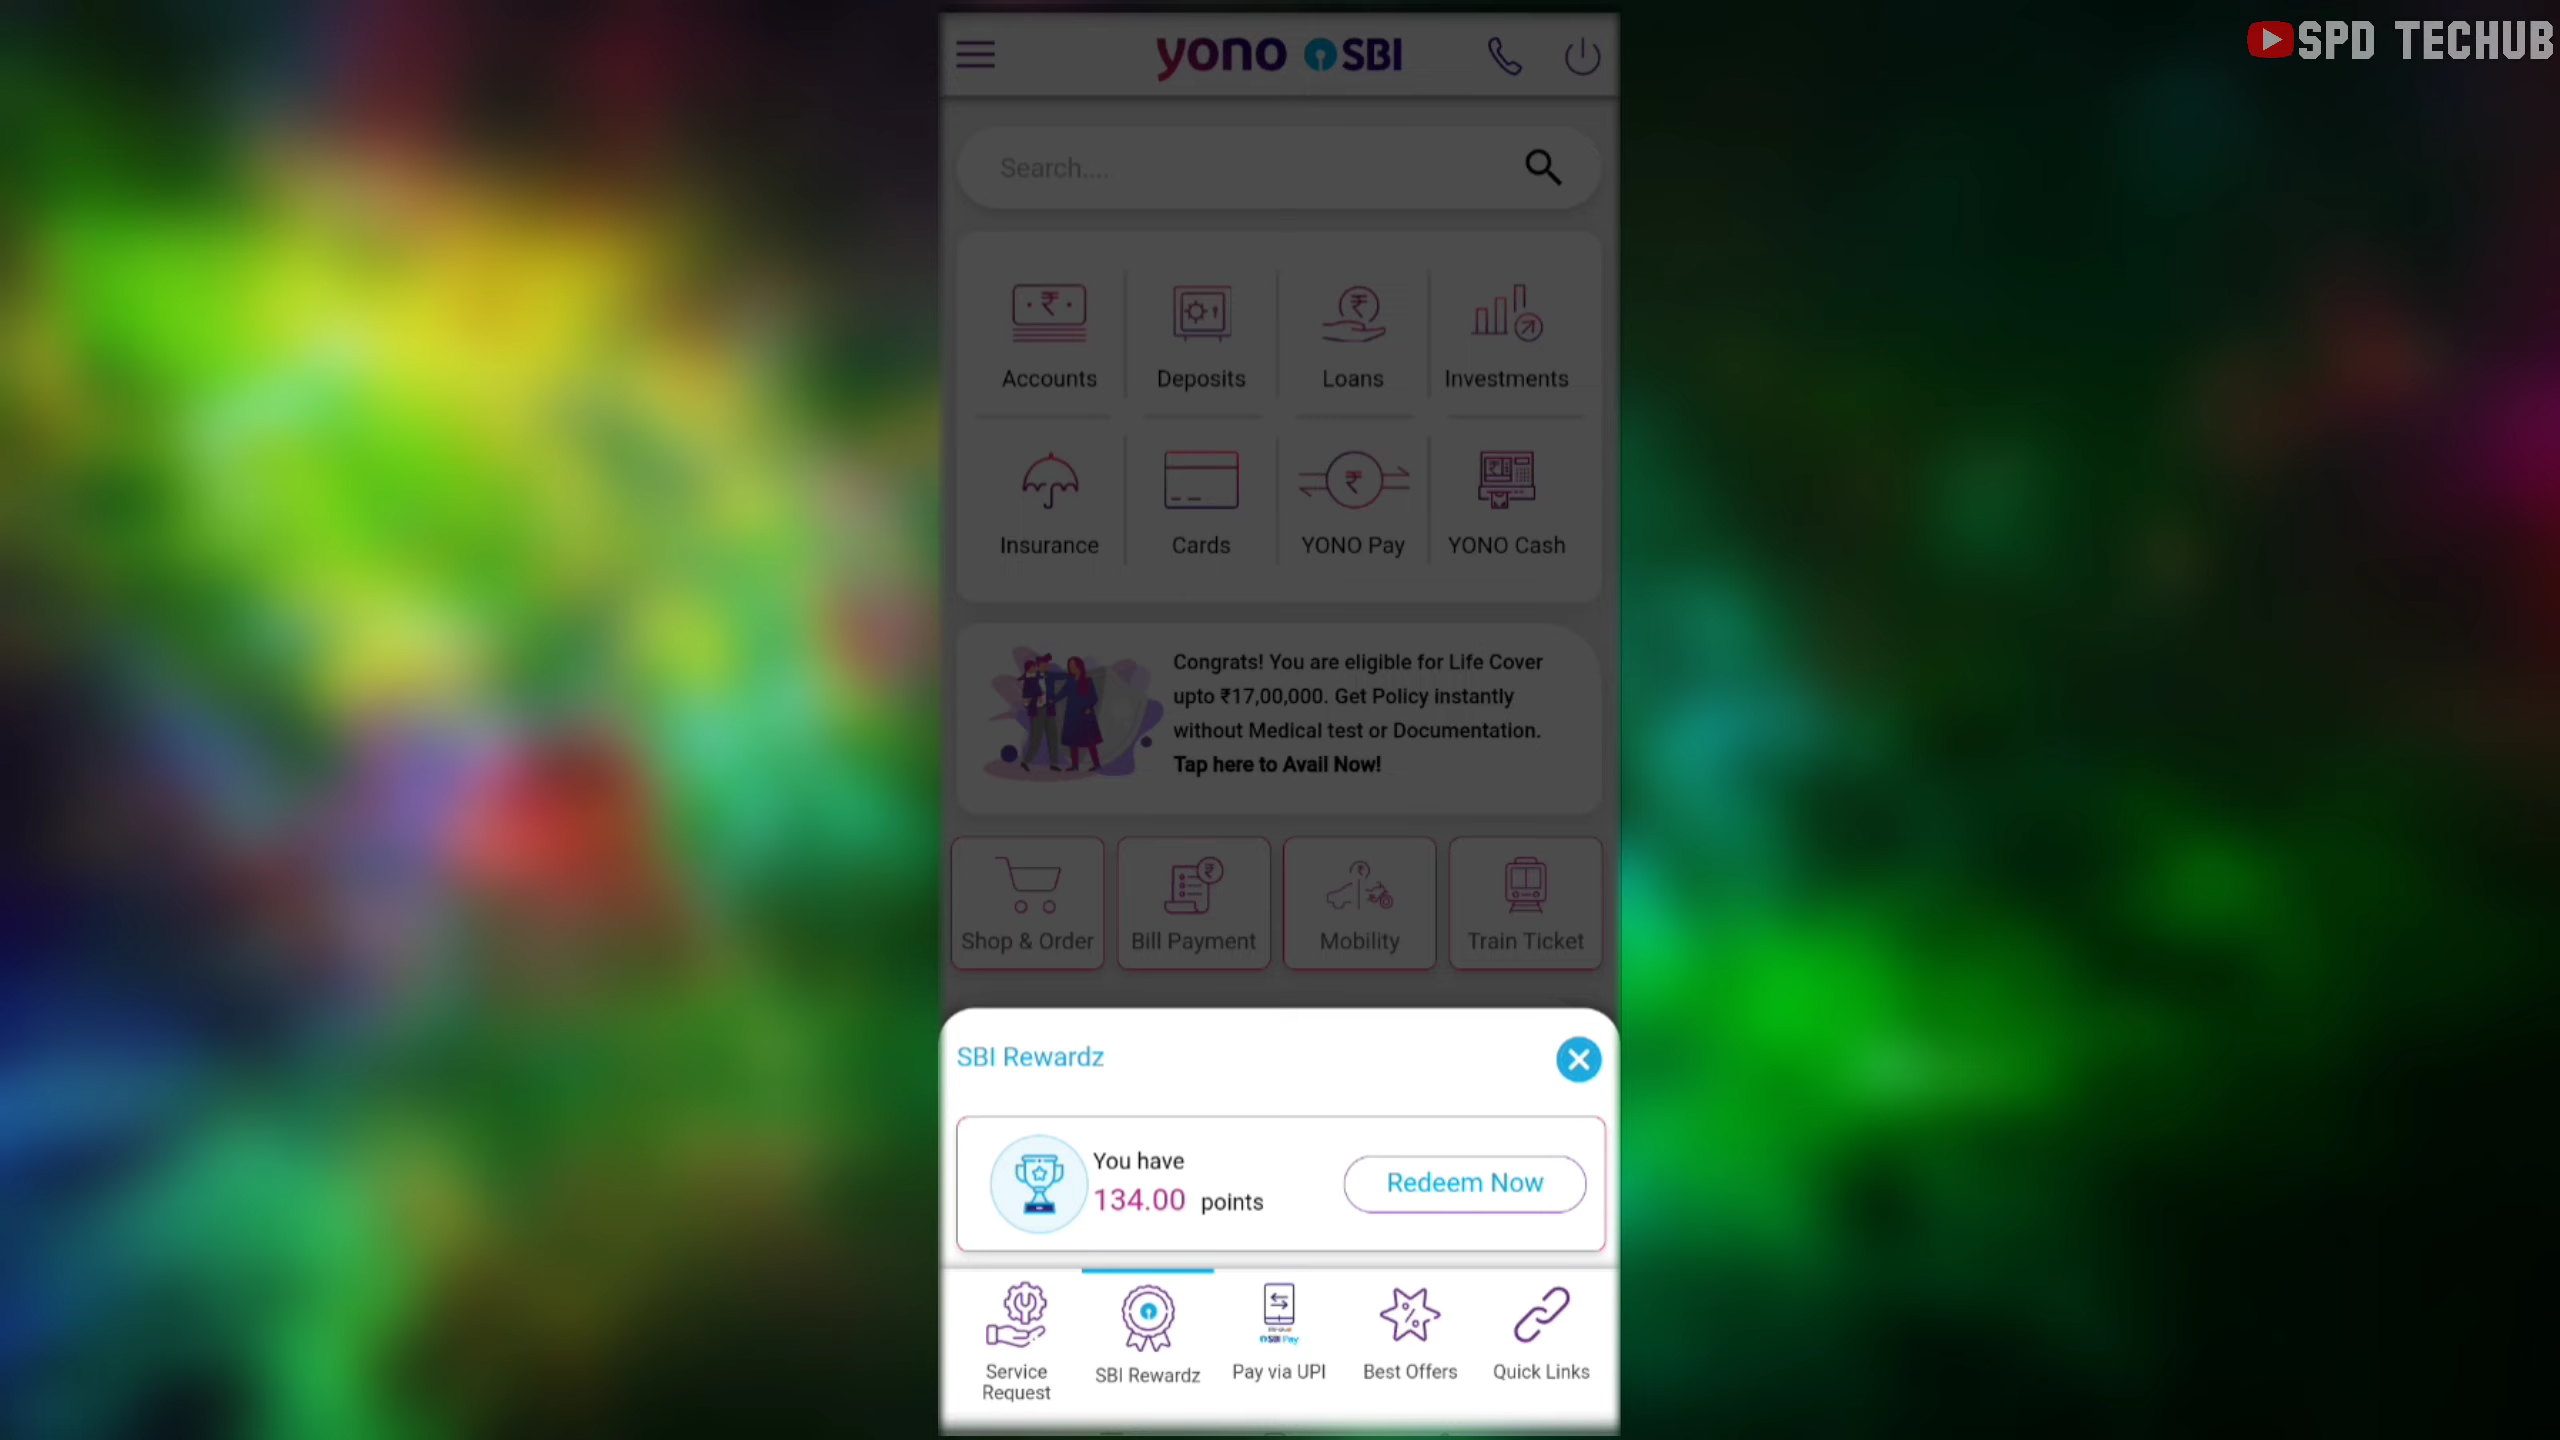 SPD TECHUB
yono SBI
Search....
Accounts
Deposits
Loans
Investments
Insurance
Cards
YONO Pay
YONO Cash
Congrats! You are eligible for Life Cover
upto ₹17,00,000. Get Policy instantly
without Medical test or Documentation.
Tap here to Avail Now!
Shop & Order
Bill Payment
Mobility
Train Ticket
SBI Rewardz
You have
134.00 points
Redeem Now
SBI Pay
Service
Request
SBI Rewardz
Pay via UPI
Best Offers
Quick Links